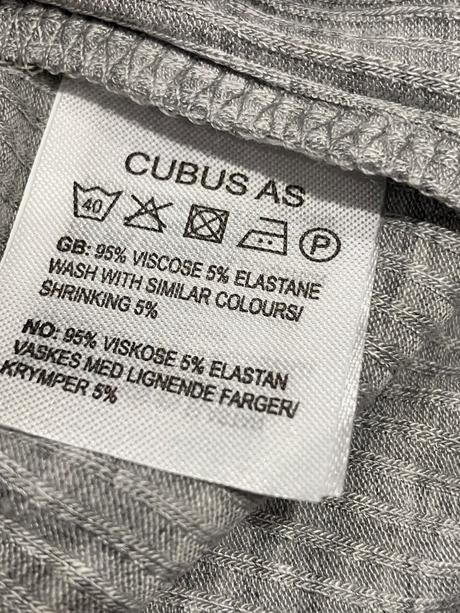 CUBUS AS
40 P
GB: 95% VISCOSE 5% ELASTANE
WASH WITH SIMILAR COLOURS/
SHRINKING 5%
NO: 95% VISKOSE 5% ELASTAN
VASKES MED LIGNENDE FARGER/
KRYMPER 5%